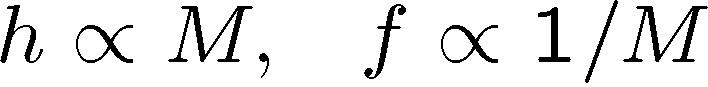 h ∝ M, f ∝ 1/M